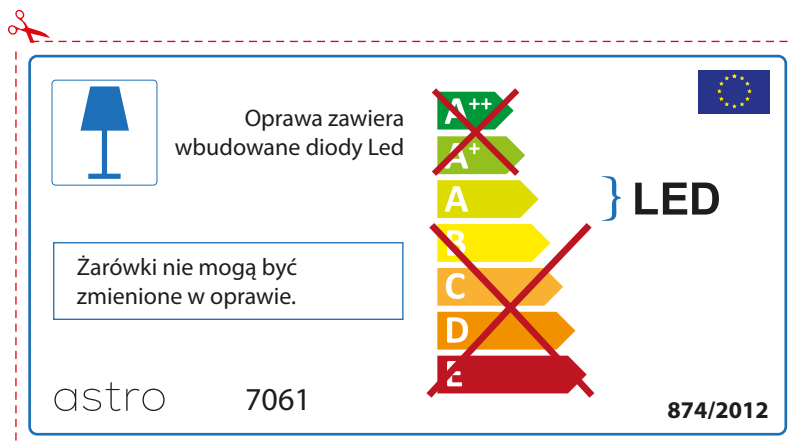 Oprawa zawiera
wbudowane diody Led
Żarówki nie mogą być
zmienione w oprawie.
A++
A+
A
B
C
D
E
LED
astro
7061
874/2012